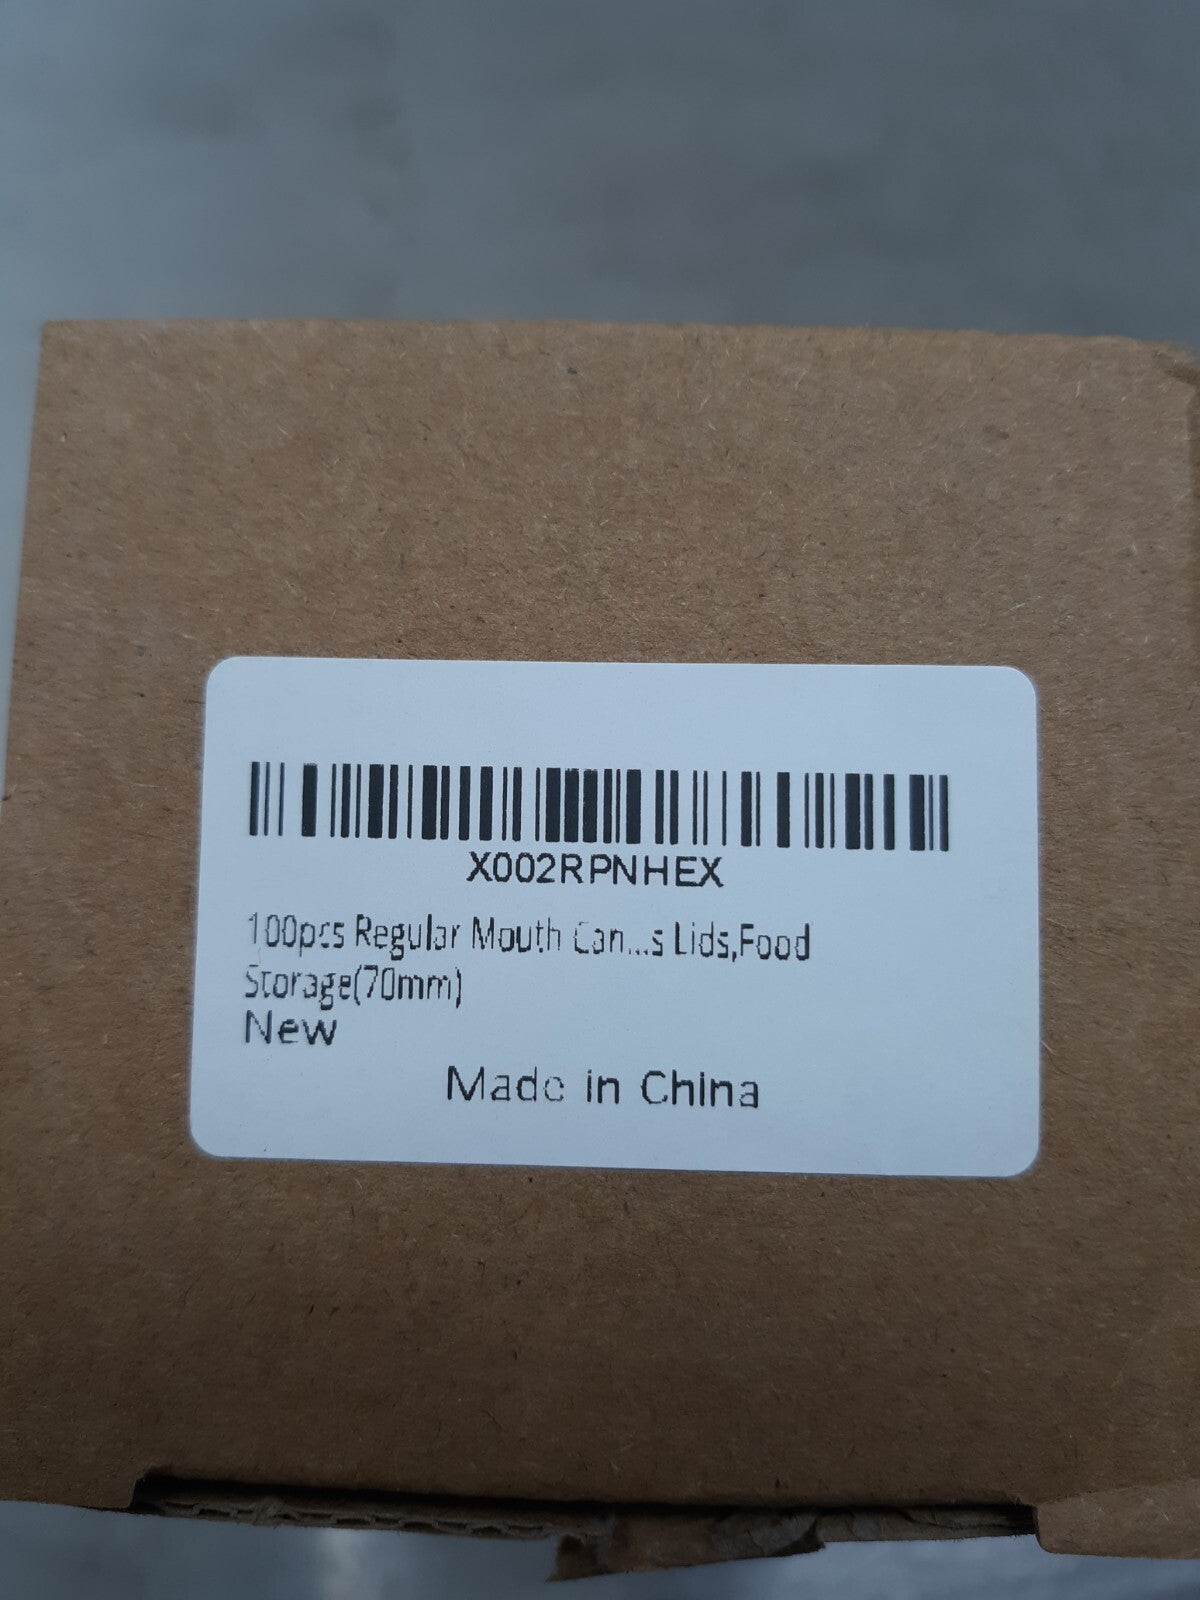 X002RPNHEX
100pcs Regular Mouth Can...s Lids,Food
Storage(70mm)
New
Made in China